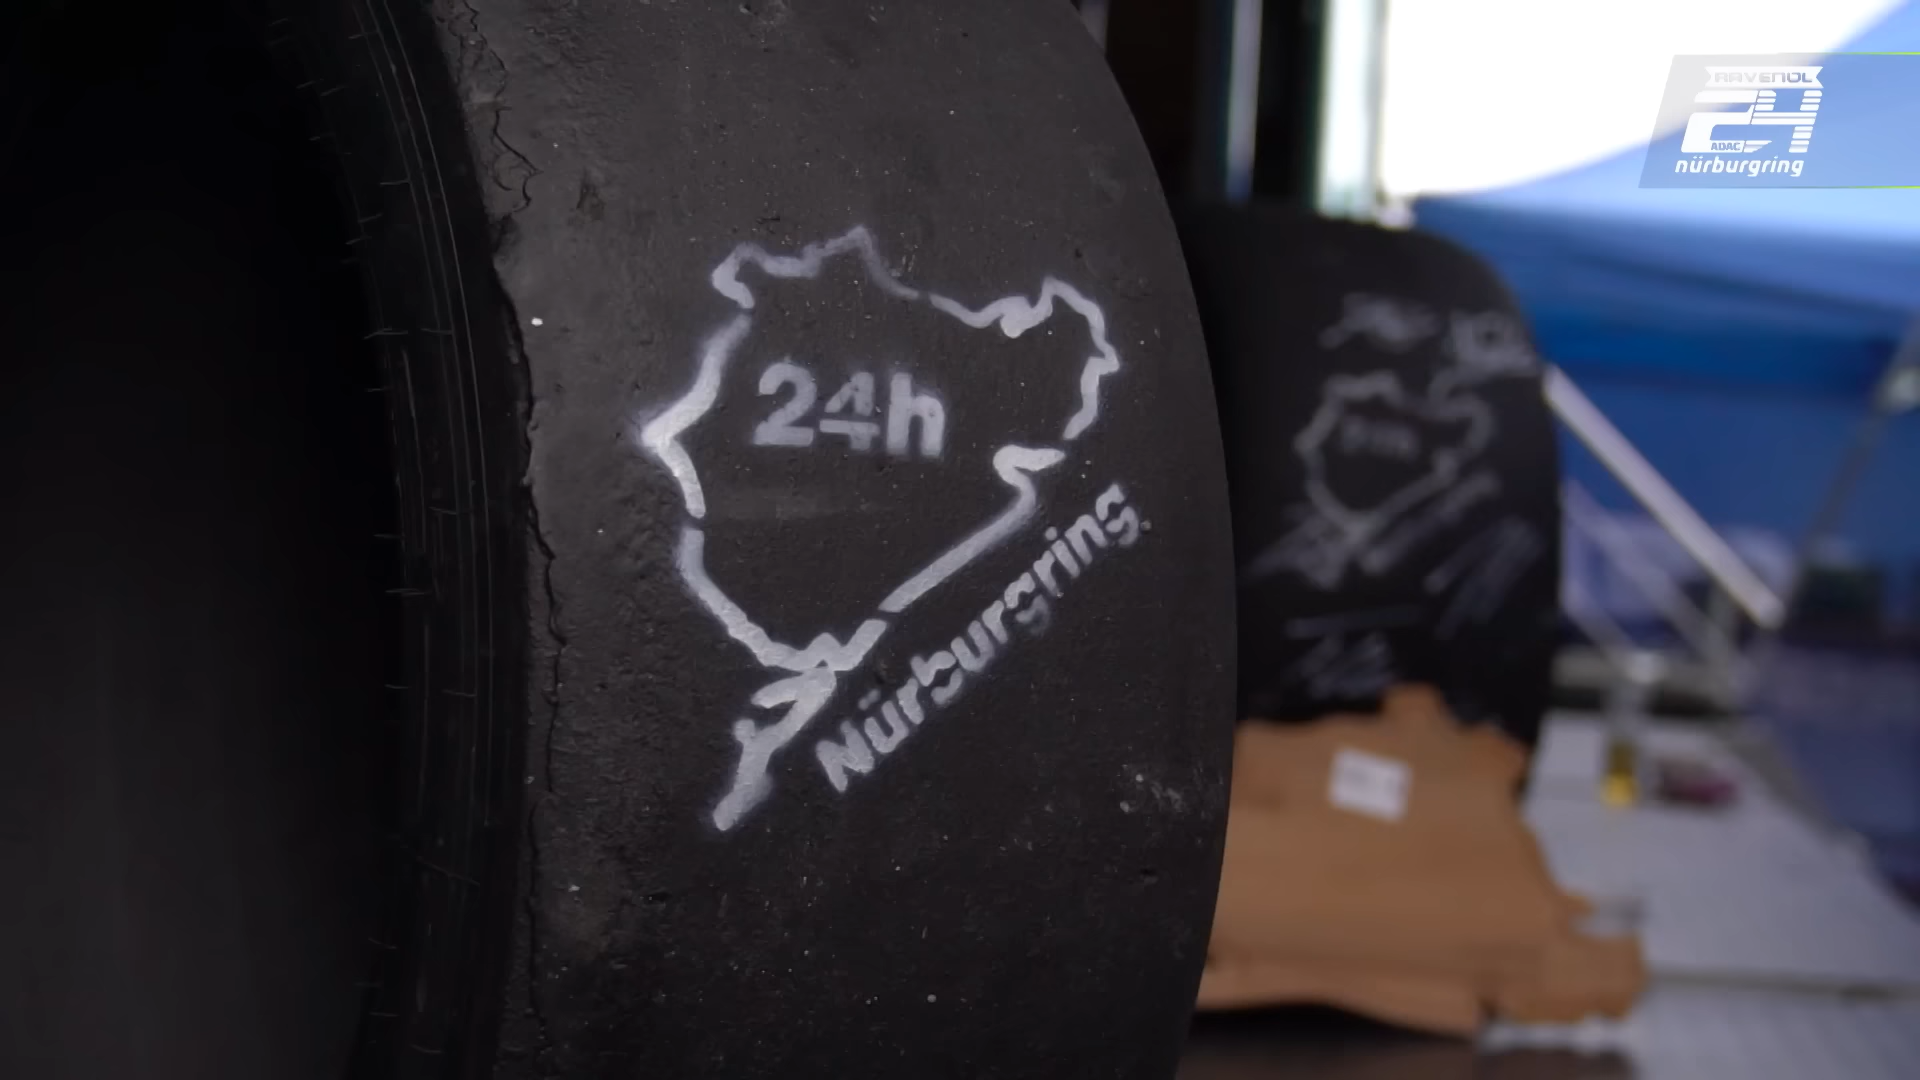 RAVENOL
24
ADAC
nürburgring
24h
Nürburgring